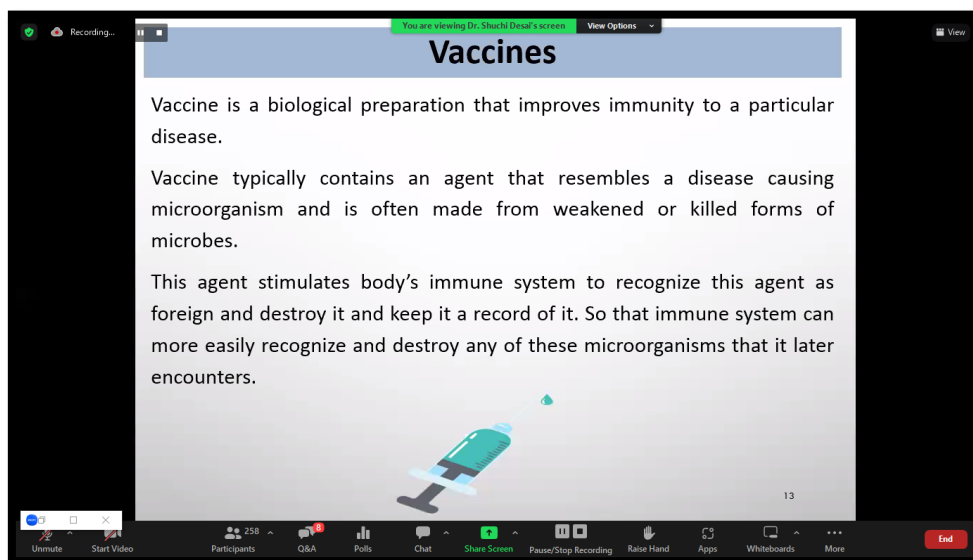 Recording...
You are viewing Dr. Shuchi Desai's screen View Options
View
Vaccines
Vaccine is a biological preparation that improves immunity to a particular
disease.
Vaccine typically contains an agent that resembles a disease causing
microorganism and is often made from weakened or killed forms of
microbes.
This agent stimulates body's immune system to recognize this agent as
foreign and destroy it and keep it a record of it. So that immune system can
more easily recognize and destroy any of these microorganisms that it later
encounters.
13
258
8
Unmute Start Video Participants Q&A Polls Chat Share Screen Pause/Stop Recording Raise Hand Apps Whiteboards More End